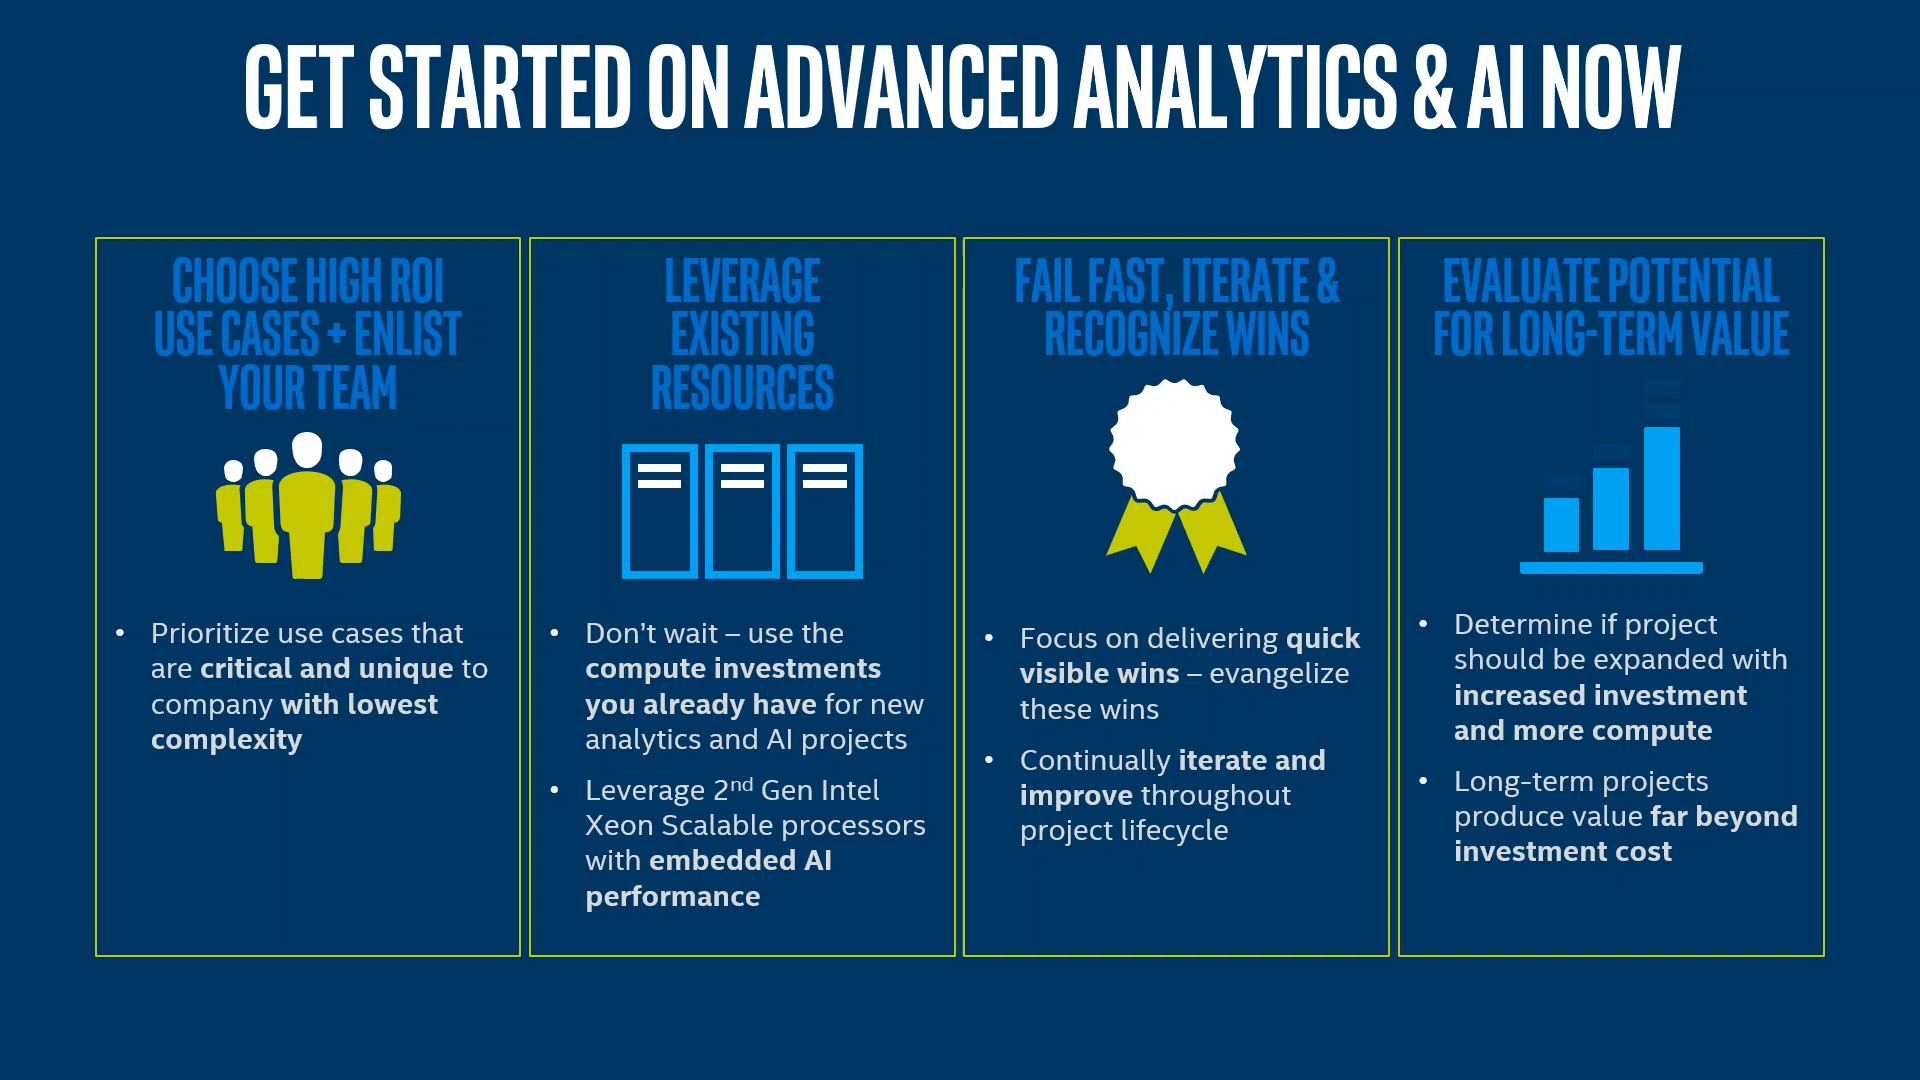 GET STARTED ON ADVANCED ANALYTICS & AI NOW
CHOOSE HIGH ROI
USE CASES + ENLIST
YOUR TEAM
• Prioritize use cases that
are critical and unique to
company with lowest
complexity
LEVERAGE
EXISTING
RESOURCES
• Don’t wait – use the
compute investments
you already have for new
analytics and AI projects
• Leverage 2nd Gen Intel
Xeon Scalable processors
with embedded AI
performance
FAIL FAST, ITERATE &
RECOGNIZE WINS
• Focus on delivering quick
visible wins – evangelize
these wins
• Continually iterate and
improve throughout
project lifecycle
EVALUATE POTENTIAL
FOR LONG-TERM VALUE
• Determine if project
should be expanded with
increased investment
and more compute
• Long-term projects
produce value far beyond
investment cost